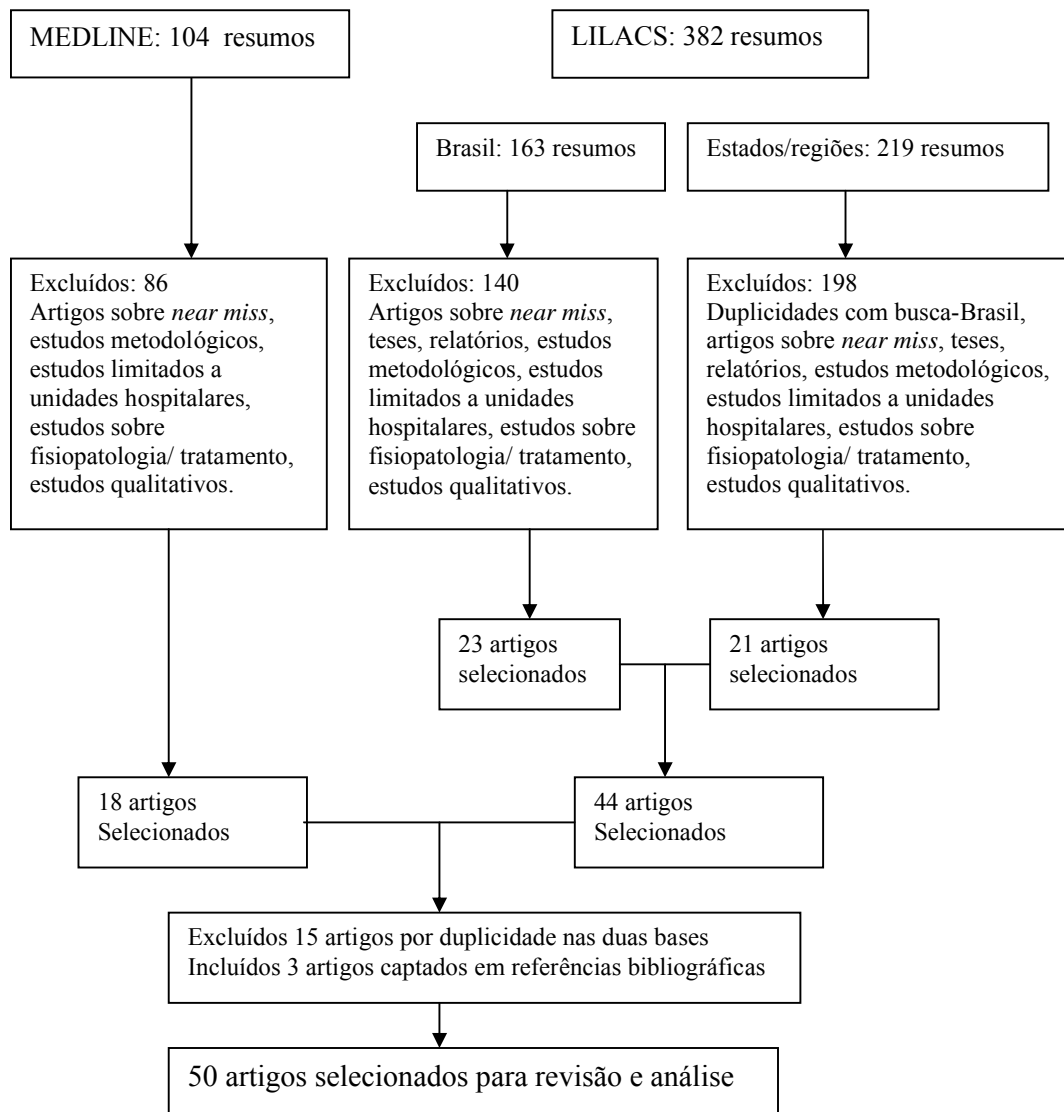 MEDLINE: 104 resumos
LILACS: 382 resumos
Brasil: 163 resumos
Estados/regiões: 219 resumos
Excluídos: 86
Artigos sobre near miss,
estudos metodológicos,
estudos limitados a
unidades hospitalares,
estudos sobre
fisiopatologia/ tratamento,
estudos qualitativos.
Excluídos: 140
Artigos sobre near miss,
teses, relatórios, estudos
metodológicos, estudos
limitados a unidades
hospitalares, estudos sobre
fisiopatologia/ tratamento,
estudos qualitativos.
Excluídos: 198
Duplicidades com busca-Brasil,
artigos sobre near miss, teses,
relatórios, estudos metodológicos,
estudos limitados a unidades
hospitalares, estudos sobre
fisiopatologia/ tratamento,
estudos qualitativos.
23 artigos
selecionados
21 artigos
selecionados
18 artigos
Selecionados
44 artigos
Selecionados
Excluídos 15 artigos por duplicidade nas duas bases
Incluídos 3 artigos captados em referências bibliográficas
50 artigos selecionados para revisão e análise